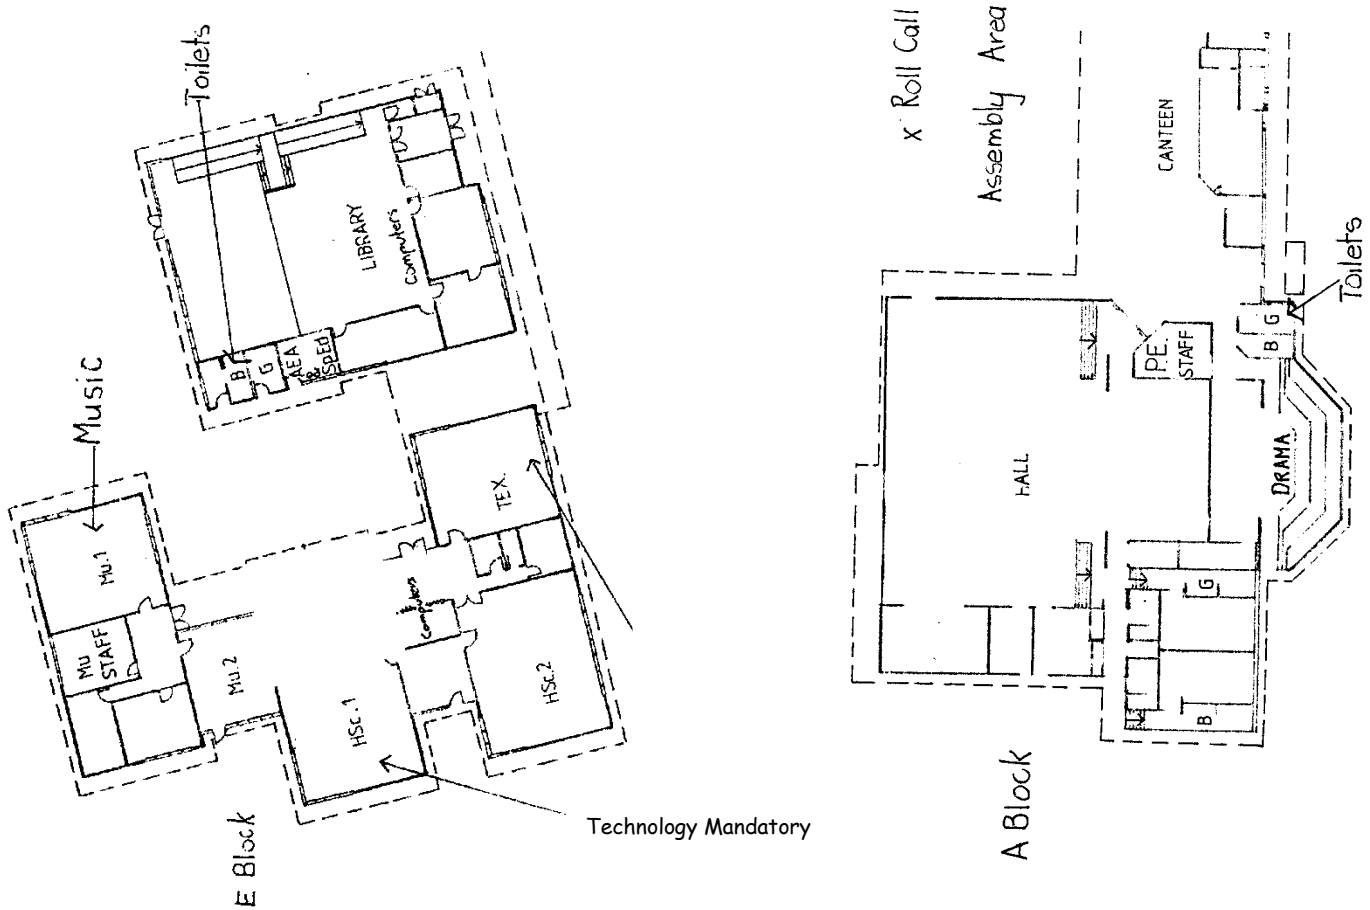 Toilets
LIBRARY
Computers
B
G
AEA
&
SpEd
Music
Mu.1
Mu
STAFF
Mu.2
TEX.
Computers
HSc.1
HSc.2
E Block
Technology Mandatory
x Roll Call
Assembly Area
CANTEEN
Toilets
G
B
P.E.
STAFF
HALL
DRAMA
G
B
A Block